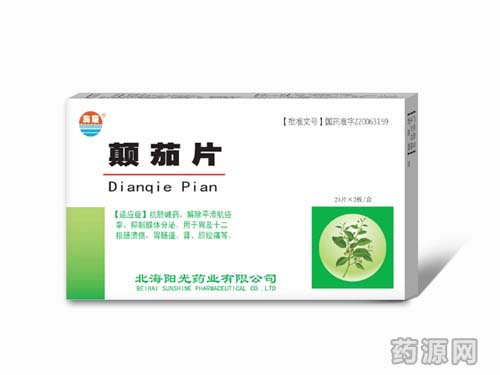 【批准文号】国药准字Z20063159
颠茄片
Dianqie Pian
24片×2板/盒
【适应症】抗胆碱药，解除平滑肌痉
挛，抑制腺体分泌。用于胃及十二
指肠溃疡，胃肠道、肾、胆绞痛等。
北海阳光药业有限公司
BEIHAI SUNSHINE PHARMACEUTICAL CO., LTD.
药源网